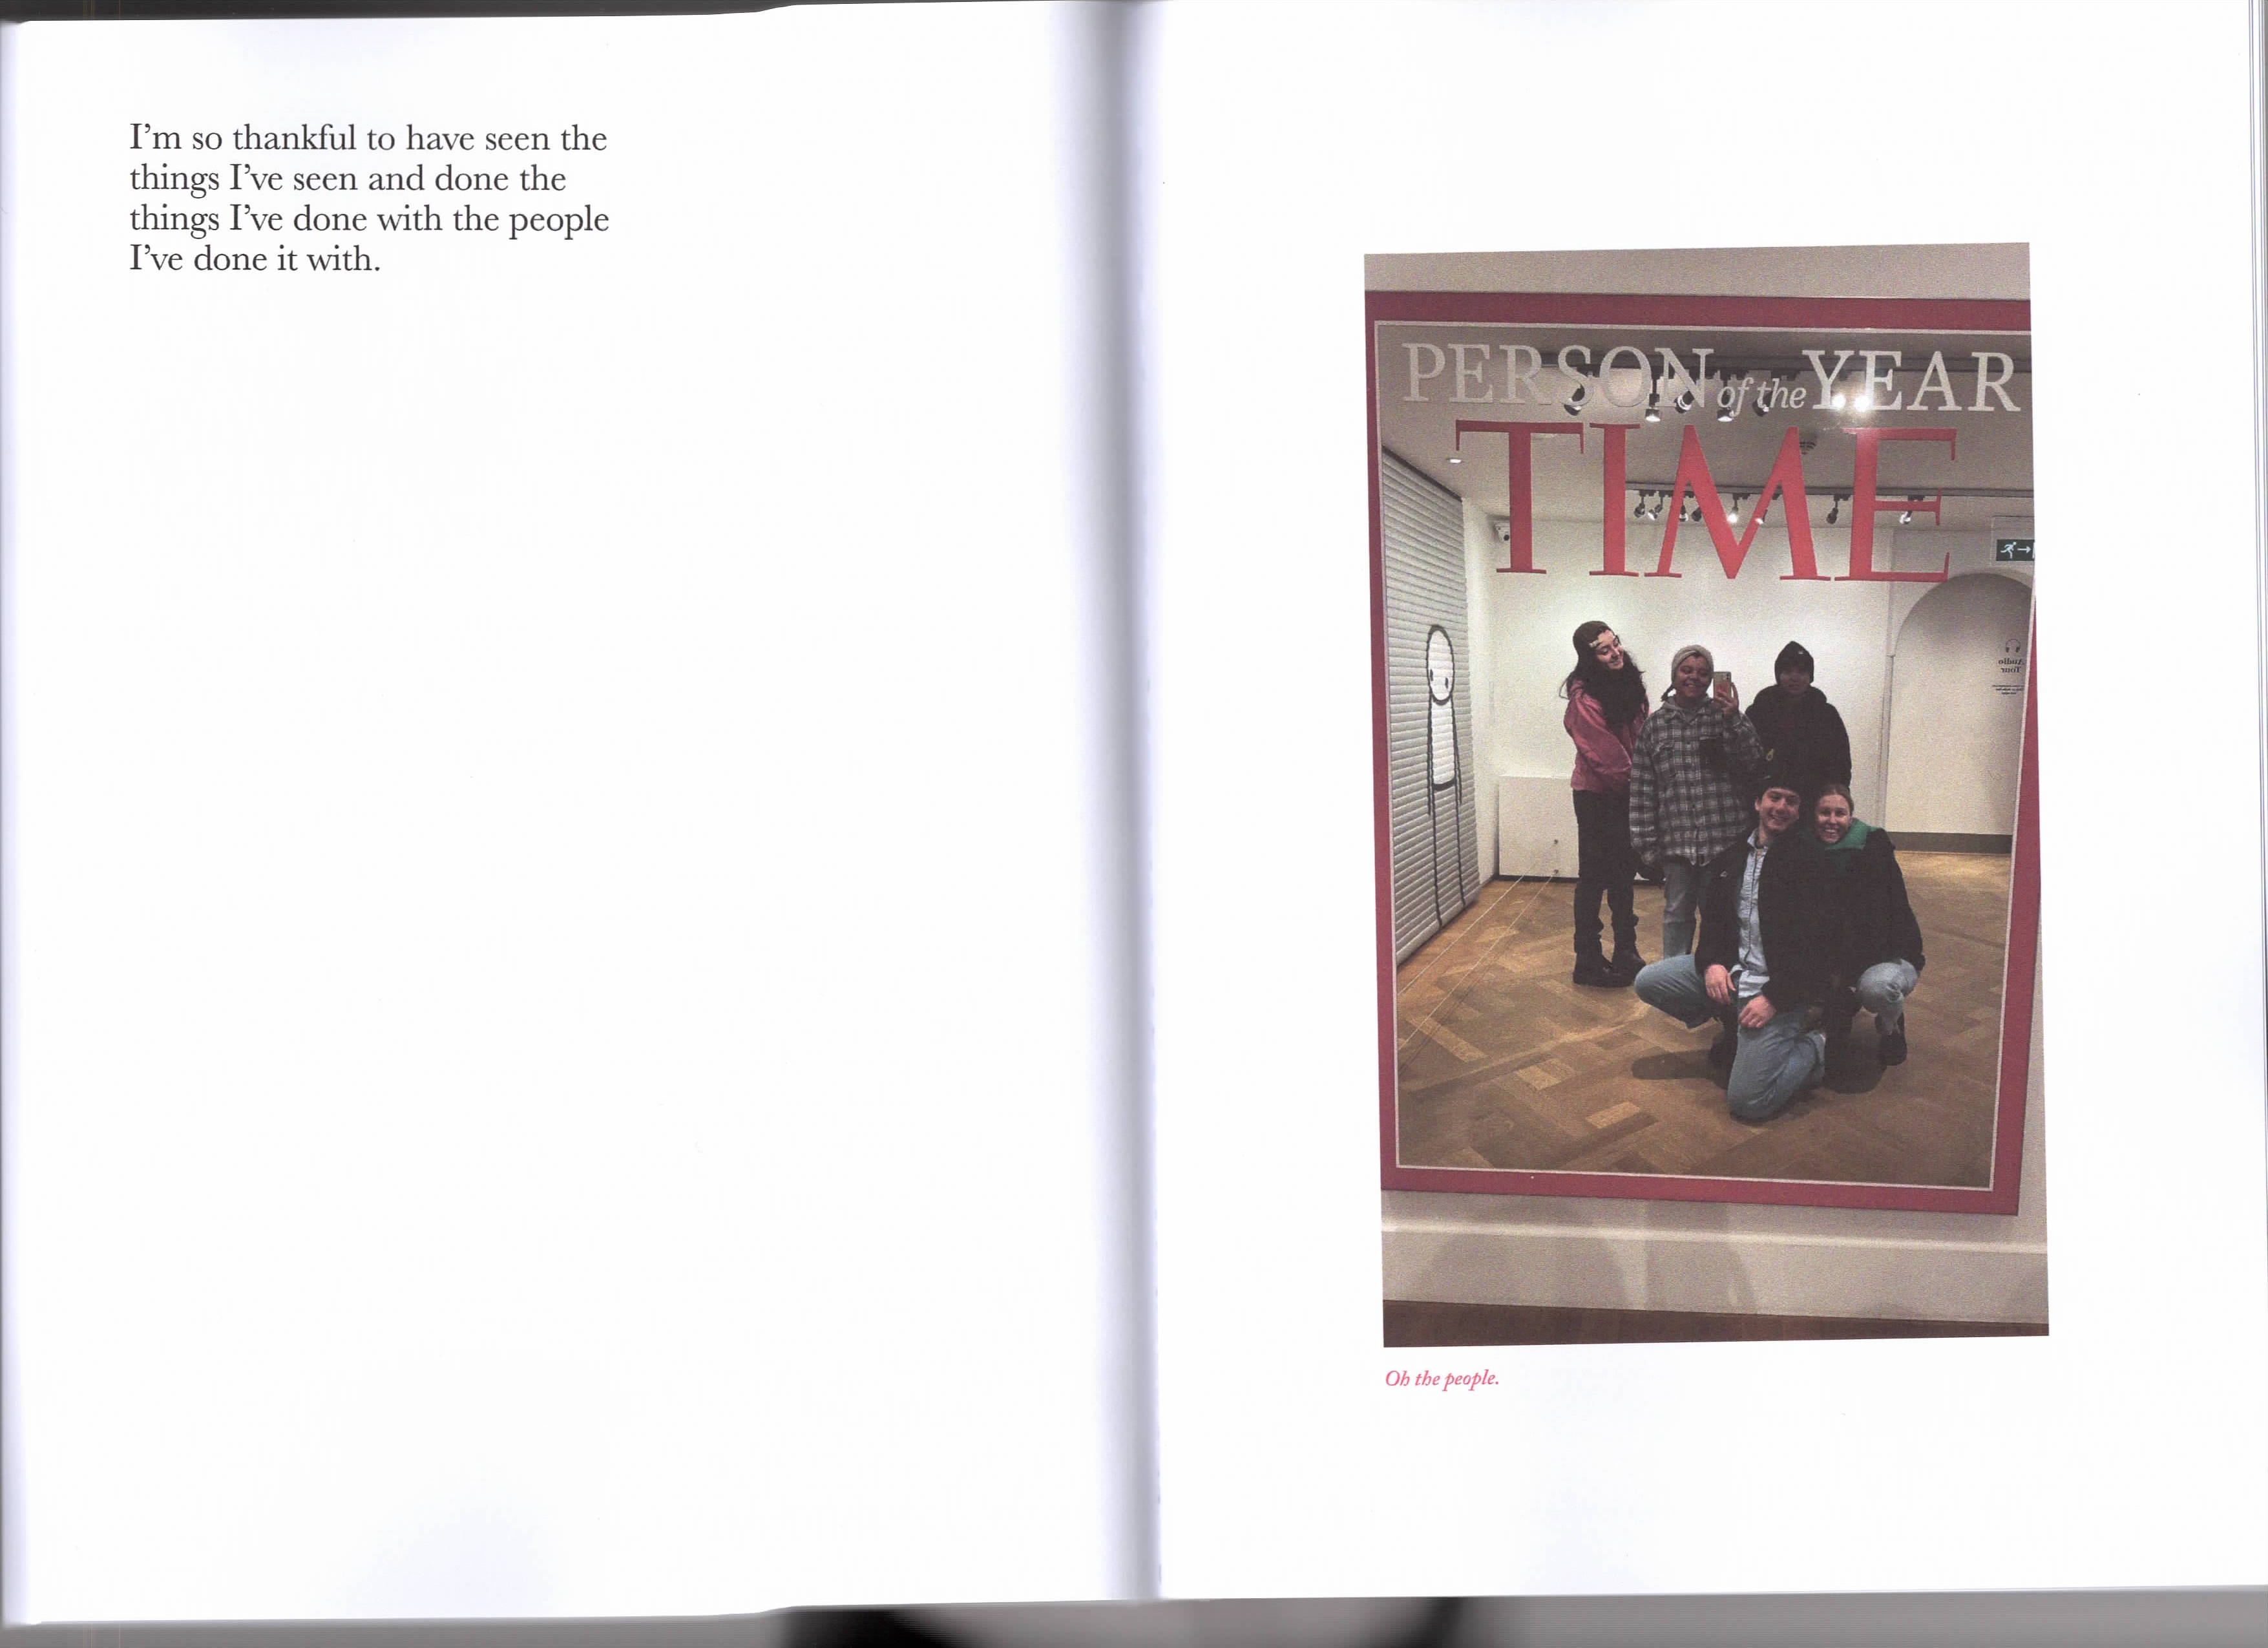 I’m so thankful to have seen the
things I’ve seen and done the
things I’ve done with the people
I’ve done it with.
PERSON of the YEAR
TIME
Audio
Tour
Oh the people.